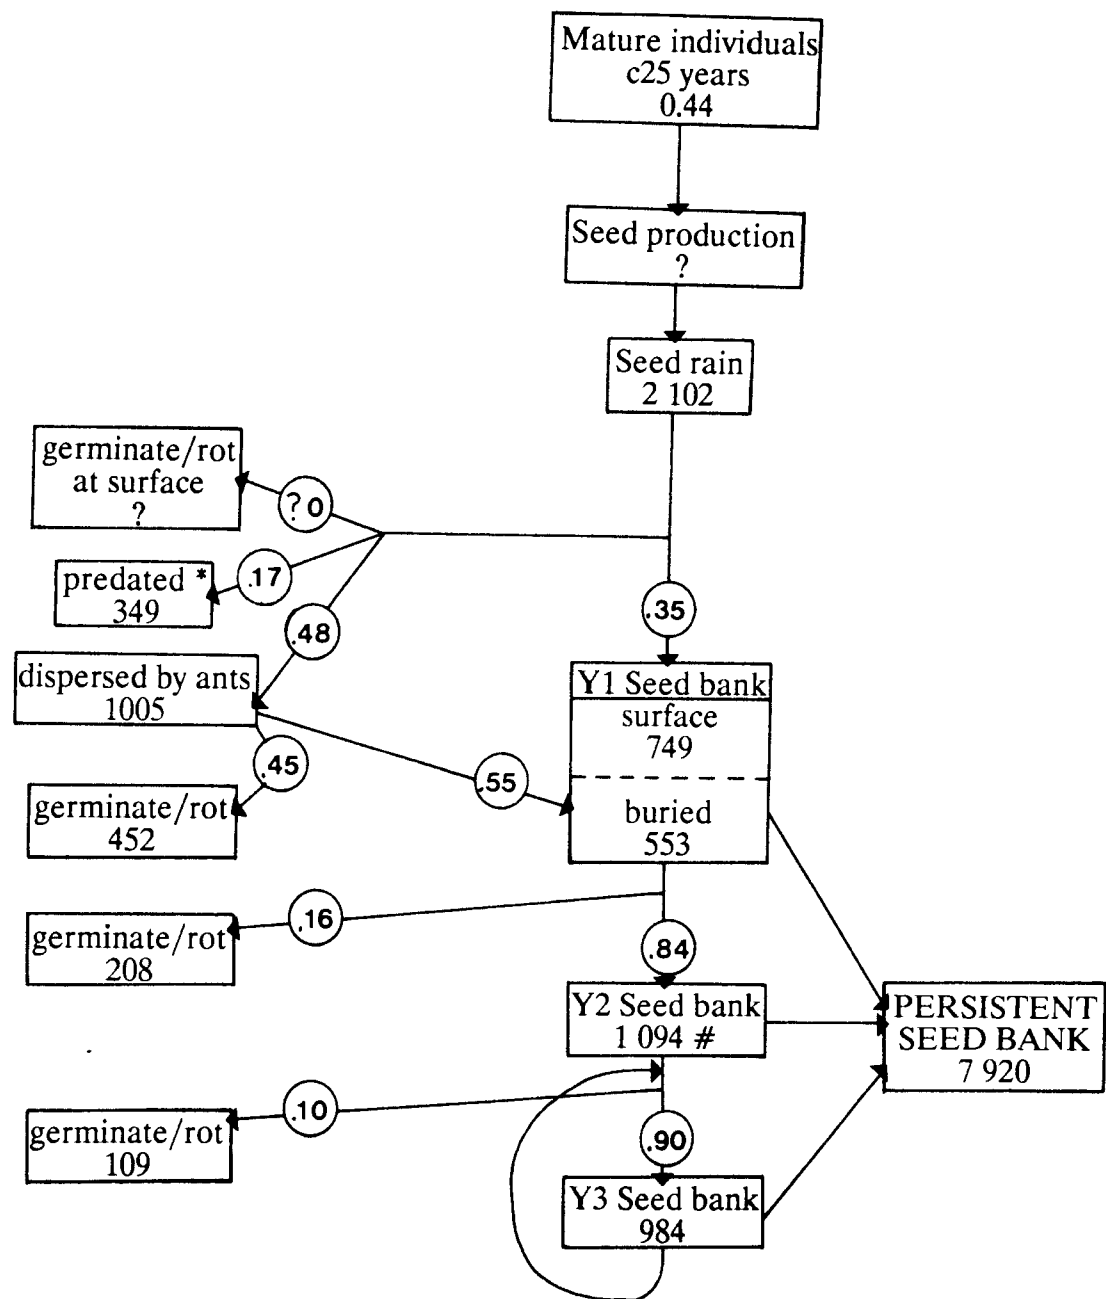 Mature individuals
c25 years
0.44
Seed production
?
Seed rain
2 102
germinate/rot
at surface
?
?0
predated *
349
.17
.48
.35
dispersed by ants
1005
Y1 Seed bank
surface
749
.45
.55
germinate/rot
452
buried
553
.16
germinate/rot
208
.84
Y2 Seed bank
1 094 #
PERSISTENT
SEED BANK
7 920
.10
germinate/rot
109
.90
Y3 Seed bank
984